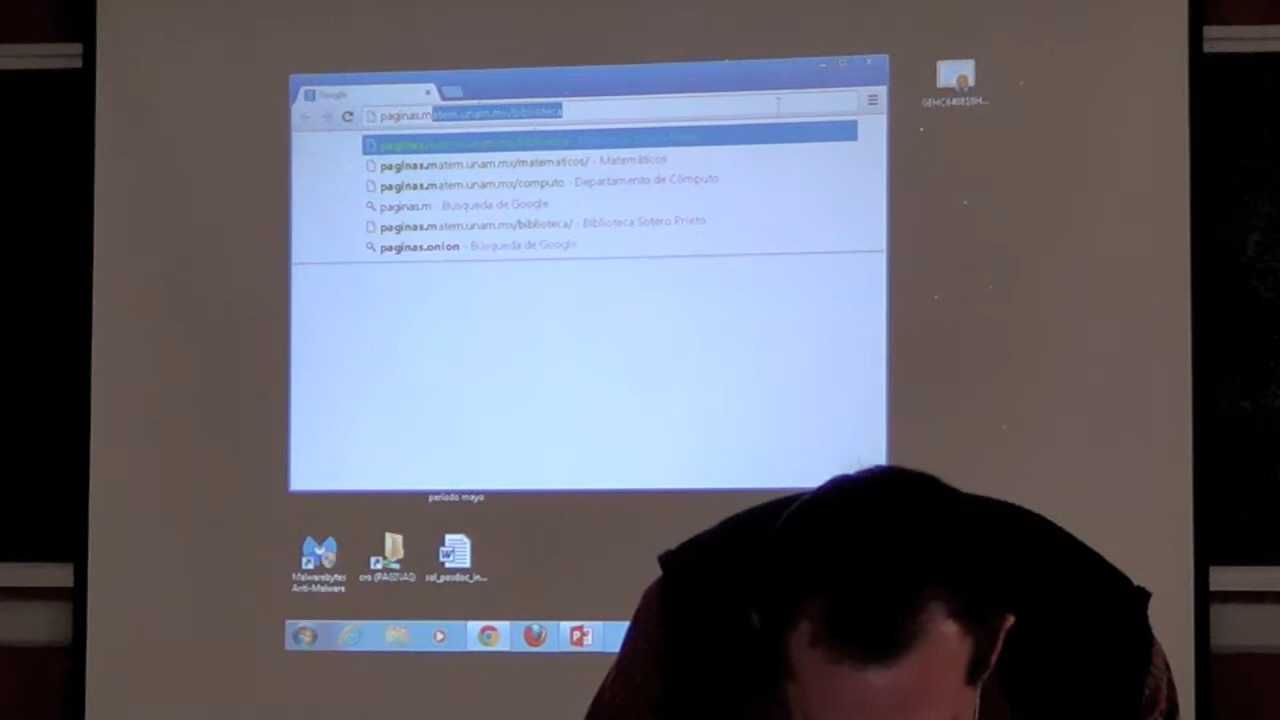 Google
paginas.matem.unam.mx/biblioteca
paginas.matem.unam.mx/matematicos/ - Matemáticos
paginas.matem.unam.mx/computo - Departamento de Cómputo
paginas.m - Búsqueda de Google
paginas.matem.unam.mx/biblioteca/ - Biblioteca Sotero Prieto
paginas.onion - Búsqueda de Google
periodo mayo
Malwarebytes
Anti-Malware
sol_posdoc_in...